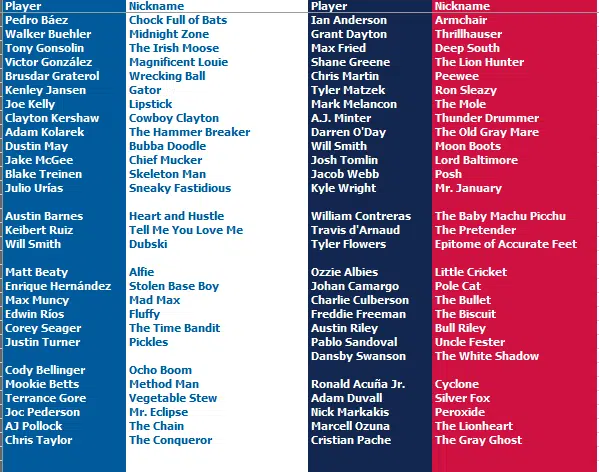 Player Nickname Player Nickname
Pedro Báez Chock Full of Bats Ian Anderson Armchair
Walker Buehler Midnight Zone Grant Dayton Thrillhauser
Tony Gonsolin The Irish Moose Max Fried Deep South
Victor González Magnificent Louie Shane Greene The Lion Hunter
Brusdar Graterol Wrecking Ball Chris Martin Peewee
Kenley Jansen Gator Tyler Matzek Ron Sleazy
Joe Kelly Lipstick Mark Melancon The Mole
Clayton Kershaw Cowboy Clayton A.J. Minter Thunder Drummer
Adam Kolarek The Hammer Breaker Darren O'Day The Old Gray Mare
Dustin May Bubba Doodle Will Smith Moon Boots
Jake McGee Chief Mucker Josh Tomlin Lord Baltimore
Blake Treinen Skeleton Man Jacob Webb Posh
Julio Urías Sneaky Fastidious Kyle Wright Mr. January
Austin Barnes Heart and Hustle William Contreras The Baby Machu Picchu
Keibert Ruiz Tell Me You Love Me Travis d'Arnaud The Pretender
Will Smith Dubski Tyler Flowers Epitome of Accurate Feet
Matt Beaty Alfie Ozzie Albies Little Cricket
Enrique Hernández Stolen Base Boy Johan Camargo Pole Cat
Max Muncy Mad Max Charlie Culberson The Bullet
Edwin Ríos Fluffy Freddie Freeman The Biscuit
Corey Seager The Time Bandit Austin Riley Bull Riley
Justin Turner Pickles Pablo Sandoval Uncle Fester
Dansby Swanson The White Shadow
Cody Bellinger Ocho Boom
Mookie Betts Method Man Ronald Acuña Jr. Cyclone
Terrance Gore Vegetable Stew Adam Duvall Silver Fox
Joc Pederson Mr. Eclipse Nick Markakis Peroxide
AJ Pollock The Chain Marcell Ozuna The Lionheart
Chris Taylor The Conqueror Cristian Pache The Gray Ghost